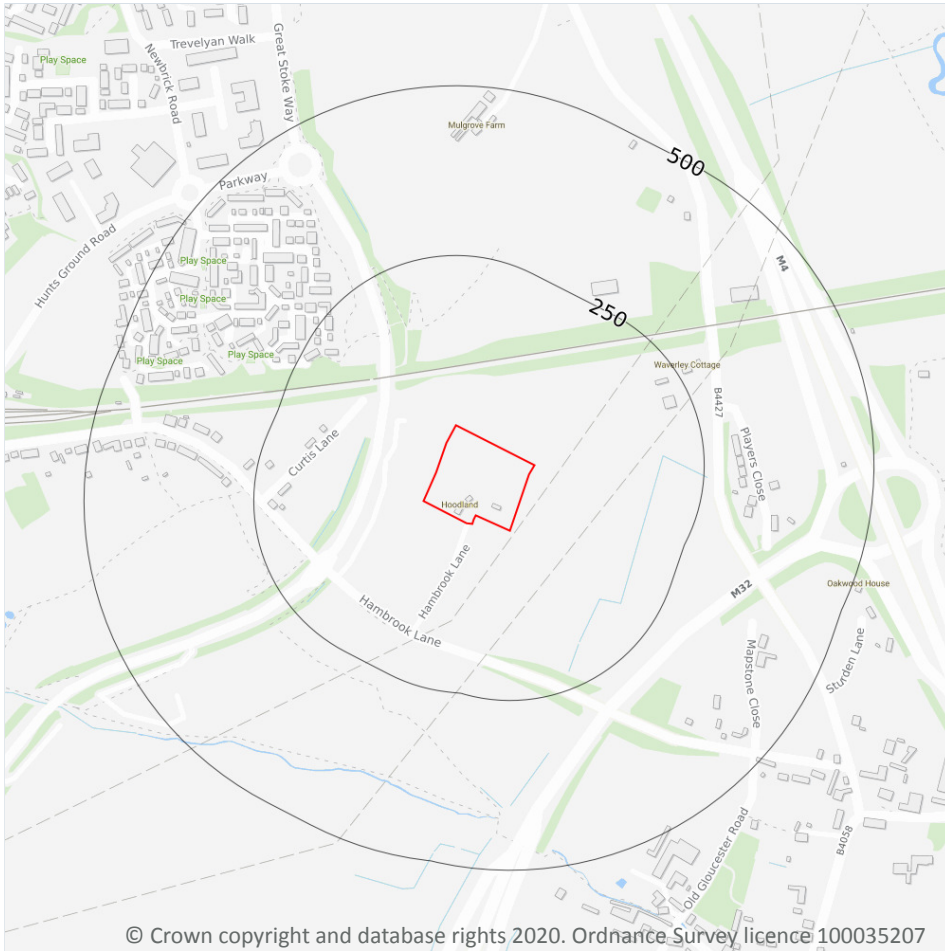 Trevelyan Walk
Play Space
Newbrick Road
Great Stoke Way
Mulgrove Farm
500
Parkway
Hunts Ground Road
Play Space
M4
Play Space
250
Play Space
Play Space
Waverley Cottage
B4427
Curtis Lane
Players Close
Hoodland
Hambrook Lane
M32
Oakwood House
Hambrook Lane
Mapstone Close
Sturden Lane
Old Gloucester Road
B4058
© Crown copyright and database rights 2020. Ordnance Survey licence 100035207